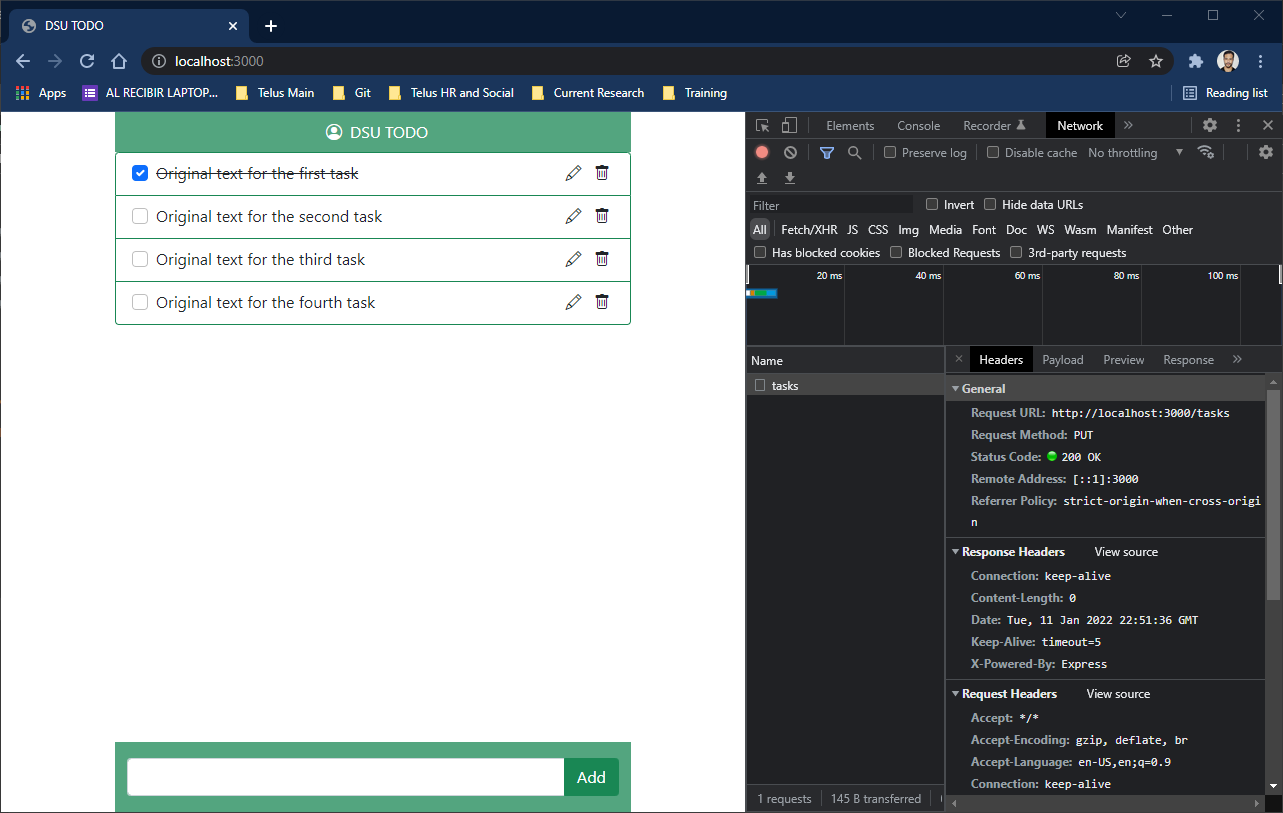 DSU TODO
localhost:3000
Apps AL RECIBIR LAPTOP... Telus Main Git Telus HR and Social Current Research Training Reading list
DSU TODO
Original text for the first task
Original text for the second task
Original text for the third task
Original text for the fourth task
Add
Elements Console Recorder Network
Preserve log Disable cache No throttling
Filter Invert Hide data URLs
All Fetch/XHR JS CSS Img Media Font Doc WS Wasm Manifest Other
Has blocked cookies Blocked Requests 3rd-party requests
20 ms 40 ms 60 ms 80 ms 100 ms
Name
tasks
Headers Payload Preview Response
General
Request URL: http://localhost:3000/tasks
Request Method: PUT
Status Code: 200 OK
Remote Address: [::1]:3000
Referrer Policy: strict-origin-when-cross-origi
n
Response Headers View source
Connection: keep-alive
Content-Length: 0
Date: Tue, 11 Jan 2022 22:51:36 GMT
Keep-Alive: timeout=5
X-Powered-By: Express
Request Headers View source
Accept: */*
Accept-Encoding: gzip, deflate, br
Accept-Language: en-US,en;q=0.9
Connection: keep-alive
1 requests 145 B transferred